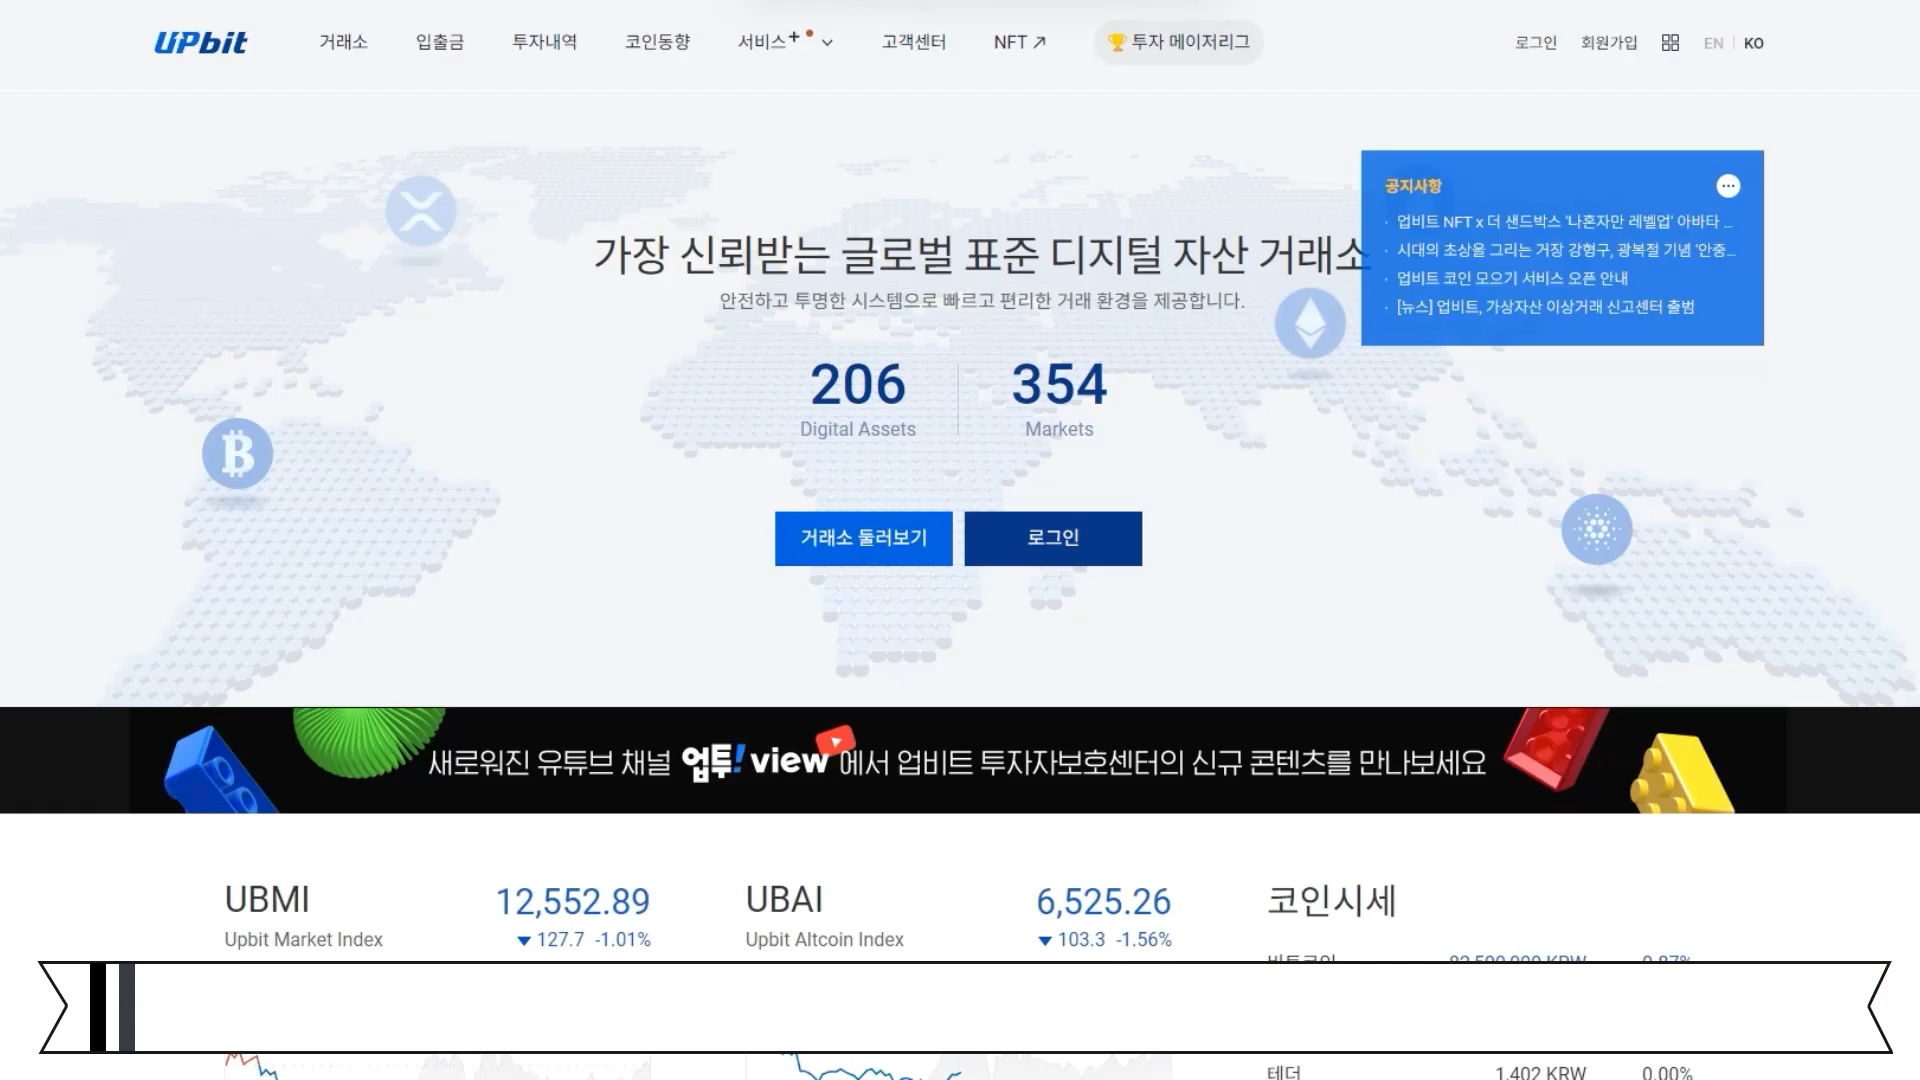 UPbit
거래소
입출금
투자내역
코인동향
서비스+
고객센터
NFT
투자 메이저리그
로그인
회원가입
EN
KO
공지사항
· 업비트 NFT x 더 샌드박스 '나혼자만 레벨업' 아바타 ...
· 시대의 초상을 그리는 거장 강형구, 광복절 기념 '안중...
· 업비트 코인 모으기 서비스 오픈 안내
· [뉴스] 업비트, 가상자산 이상거래 신고센터 출범
가장 신뢰받는 글로벌 표준 디지털 자산 거래소
안전하고 투명한 시스템으로 빠르고 편리한 거래 환경을 제공합니다.
206
Digital Assets
354
Markets
거래소 둘러보기
로그인
새로워진 유튜브 채널 업투!view에서 업비트 투자자보호센터의 신규 콘텐츠를 만나보세요
UBMI
12,552.89
Upbit Market Index
▼ 127.7 -1.01%
UBAI
6,525.26
Upbit Altcoin Index
▼ 103.3 -1.56%
코인시세
테더
1,402 KRW
0.00%